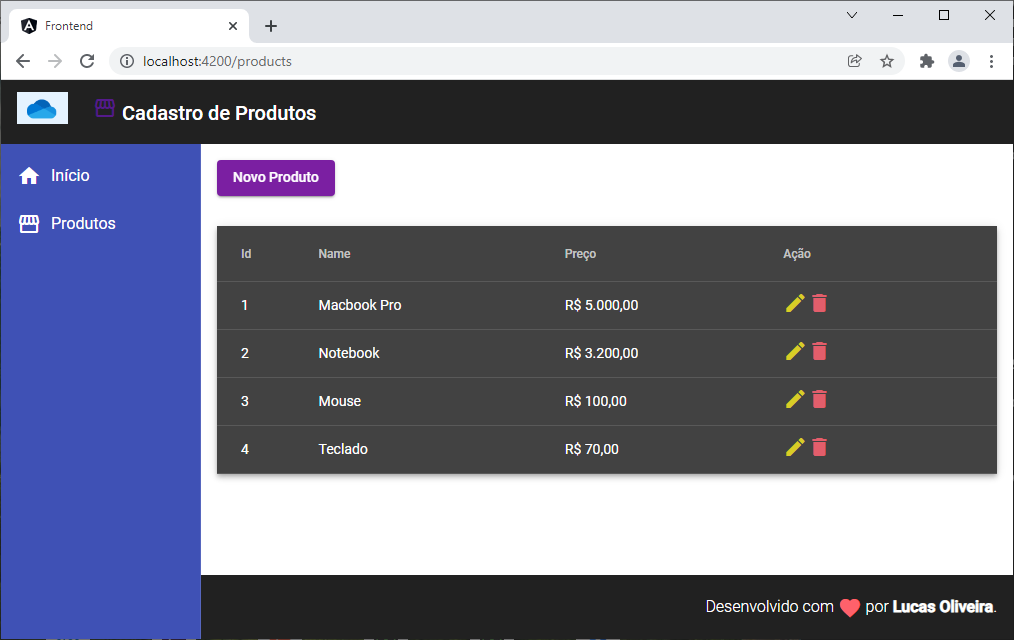 Frontend
localhost:4200/products
Cadastro de Produtos
Início
Produtos
Novo Produto
Id Name Preço Ação
1 Macbook Pro R$ 5.000,00
2 Notebook R$ 3.200,00
3 Mouse R$ 100,00
4 Teclado R$ 70,00
Desenvolvido com por Lucas Oliveira.